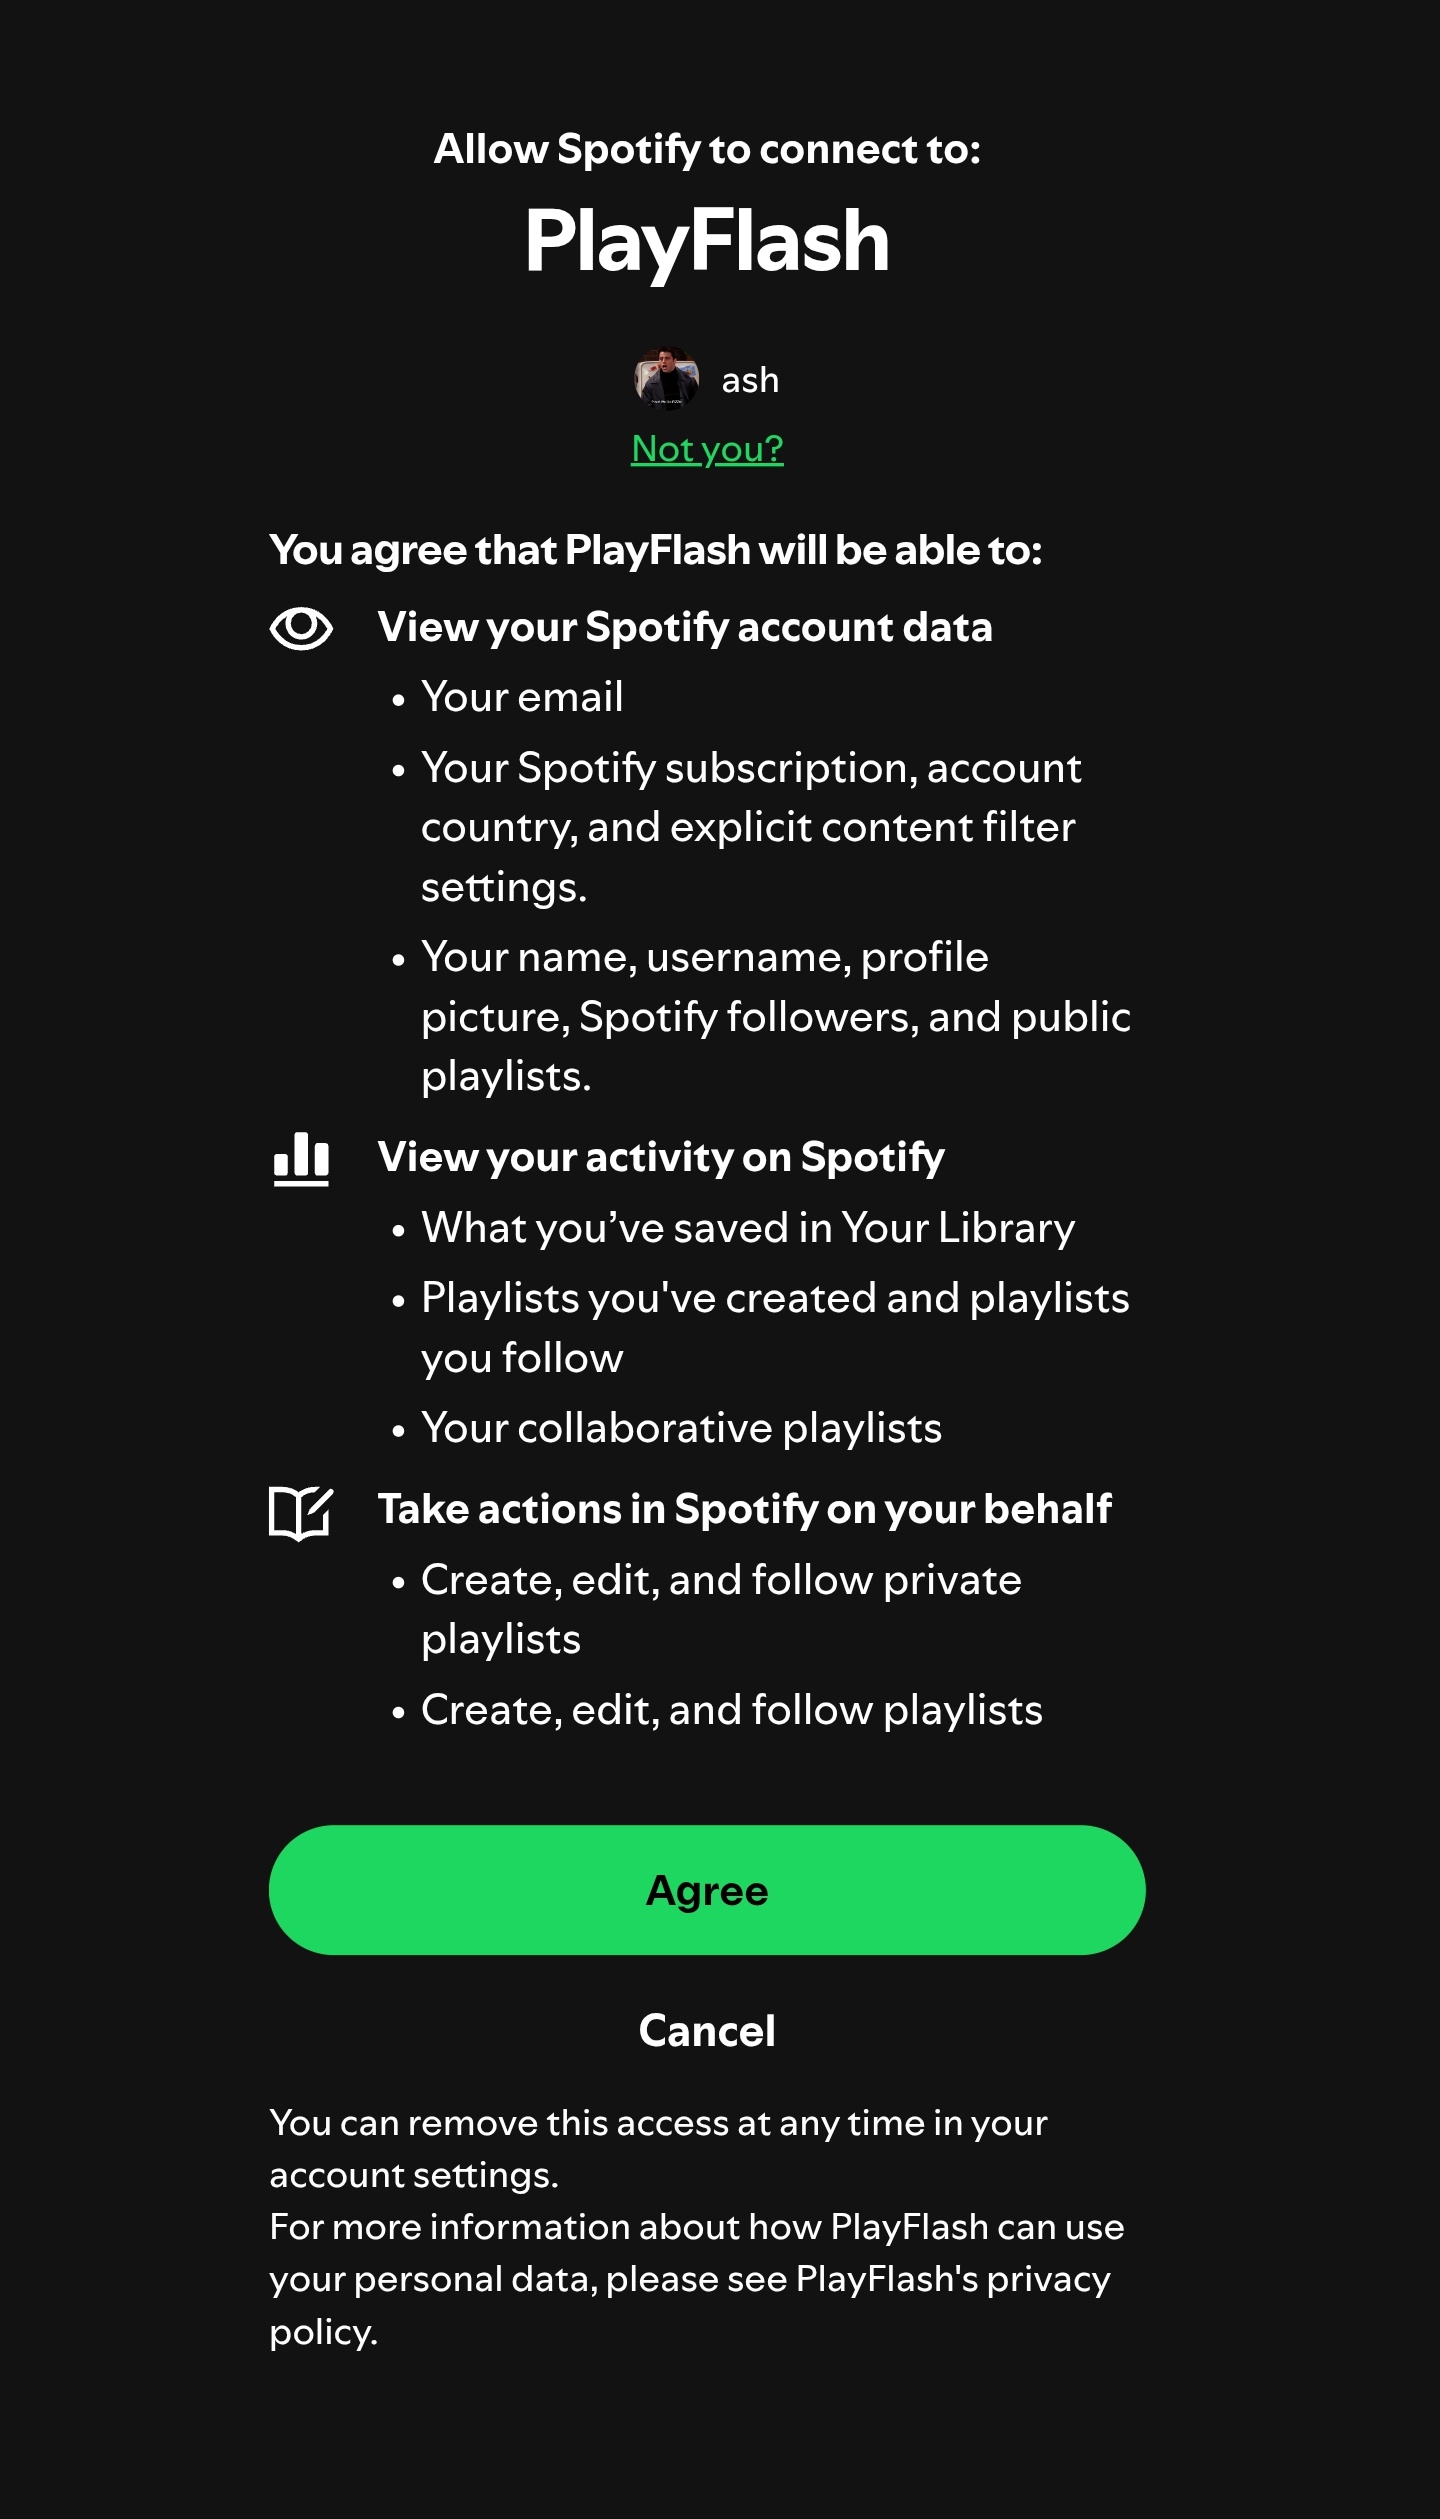 Allow Spotify to connect to:
PlayFlash
ash
Not you?
You agree that PlayFlash will be able to:
View your Spotify account data
• Your email
• Your Spotify subscription, account
country, and explicit content filter
settings.
• Your name, username, profile
picture, Spotify followers, and public
playlists.
View your activity on Spotify
• What you’ve saved in Your Library
• Playlists you've created and playlists
you follow
• Your collaborative playlists
Take actions in Spotify on your behalf
• Create, edit, and follow private
playlists
• Create, edit, and follow playlists
Agree
Cancel
You can remove this access at any time in your
account settings.
For more information about how PlayFlash can use
your personal data, please see PlayFlash's privacy
policy.